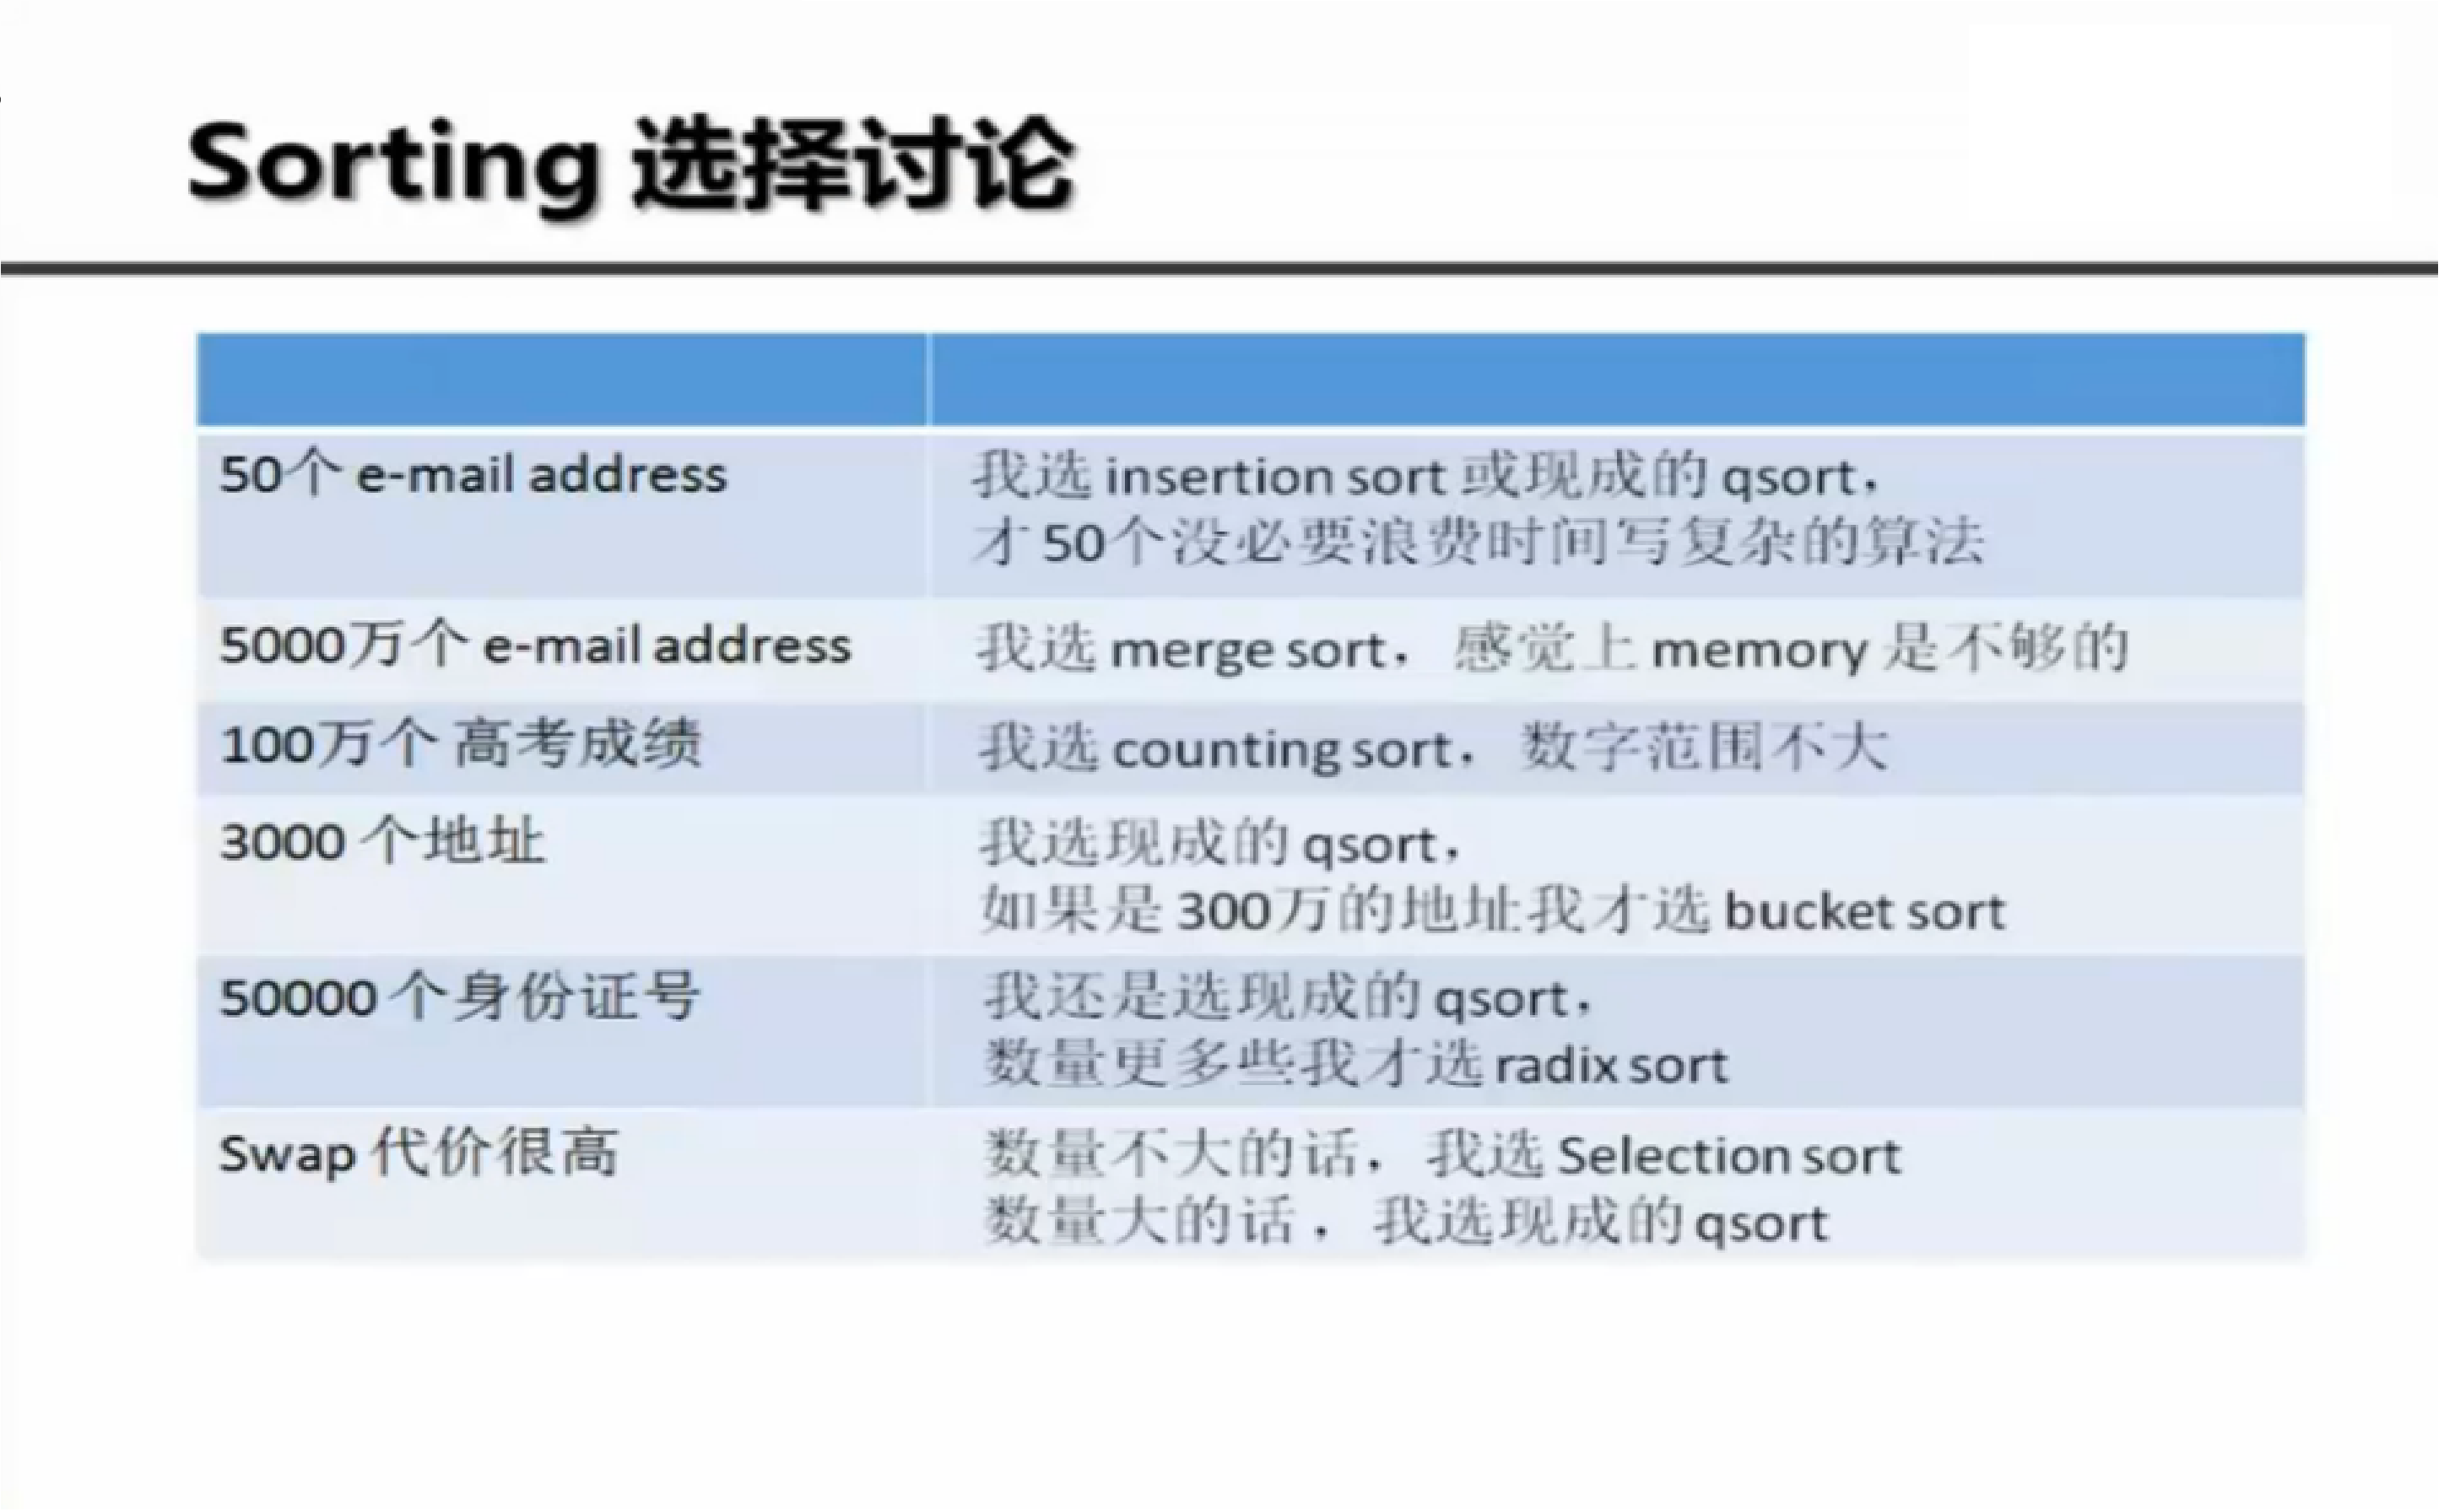 Sorting 选择讨论
50个 e-mail address
我选 insertion sort 或现成的 qsort，
才 50个没必要浪费时间写复杂的算法
5000万个 e-mail address
我选 merge sort，感觉上 memory 是不够的
100万个 高考成绩
我选 counting sort，数字范围不大
3000 个地址
我选现成的 qsort，
如果是 300万的地址我才选 bucket sort
50000 个身份证号
我还是选现成的 qsort，
数量更多些我才选 radix sort
Swap 代价很高
数量不大的话，我选 Selection sort
数量大的话，我选现成的 qsort